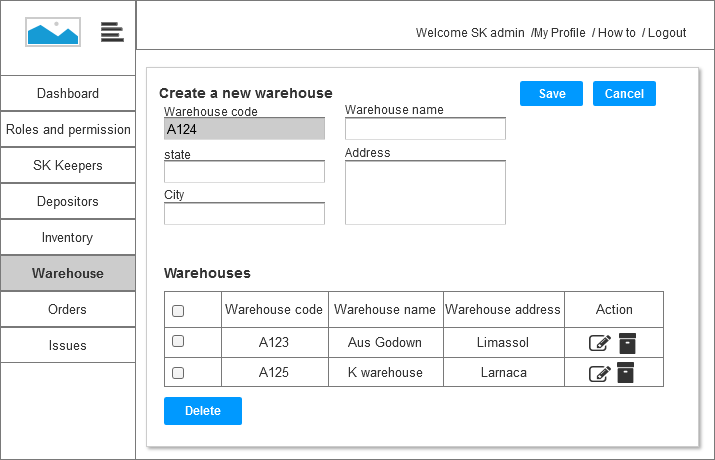 Welcome SK admin /My Profile / How to / Logout
Dashboard
Roles and permission
SK Keepers
Depositors
Inventory
Warehouse
Orders
Issues
Create a new warehouse
Save
Cancel
Warehouse code
A124
Warehouse name
state
Address
City
Warehouses
Warehouse code Warehouse name Warehouse address Action
A123 Aus Godown Limassol
A125 K warehouse Larnaca
Delete